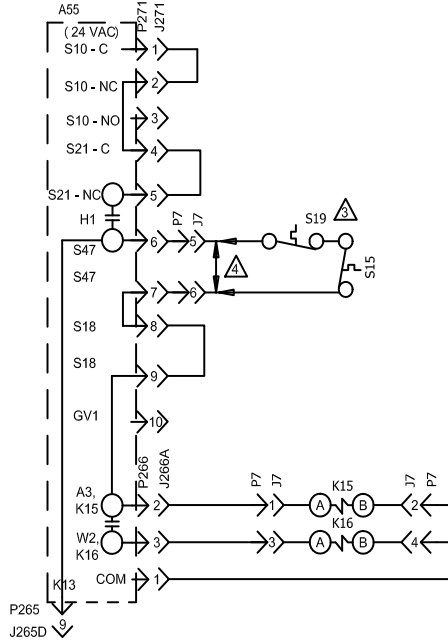 A55
P271
J271
(24 VAC)
S10 - C
1
S10 - NC
2
S10 - NO
3
S21 - C
4
S21 - NC
5
H1
P7
J7
S19
3
S47
6
5
4
S15
S47
7
6
S18
8
S18
9
GV1
10
P266
J266A
P7
J7
K15
J7
P7
A3,
K15
2
1
A
B
2
K16
W2,
K16
3
3
A
B
4
K13
COM
1
P265
9
J265D